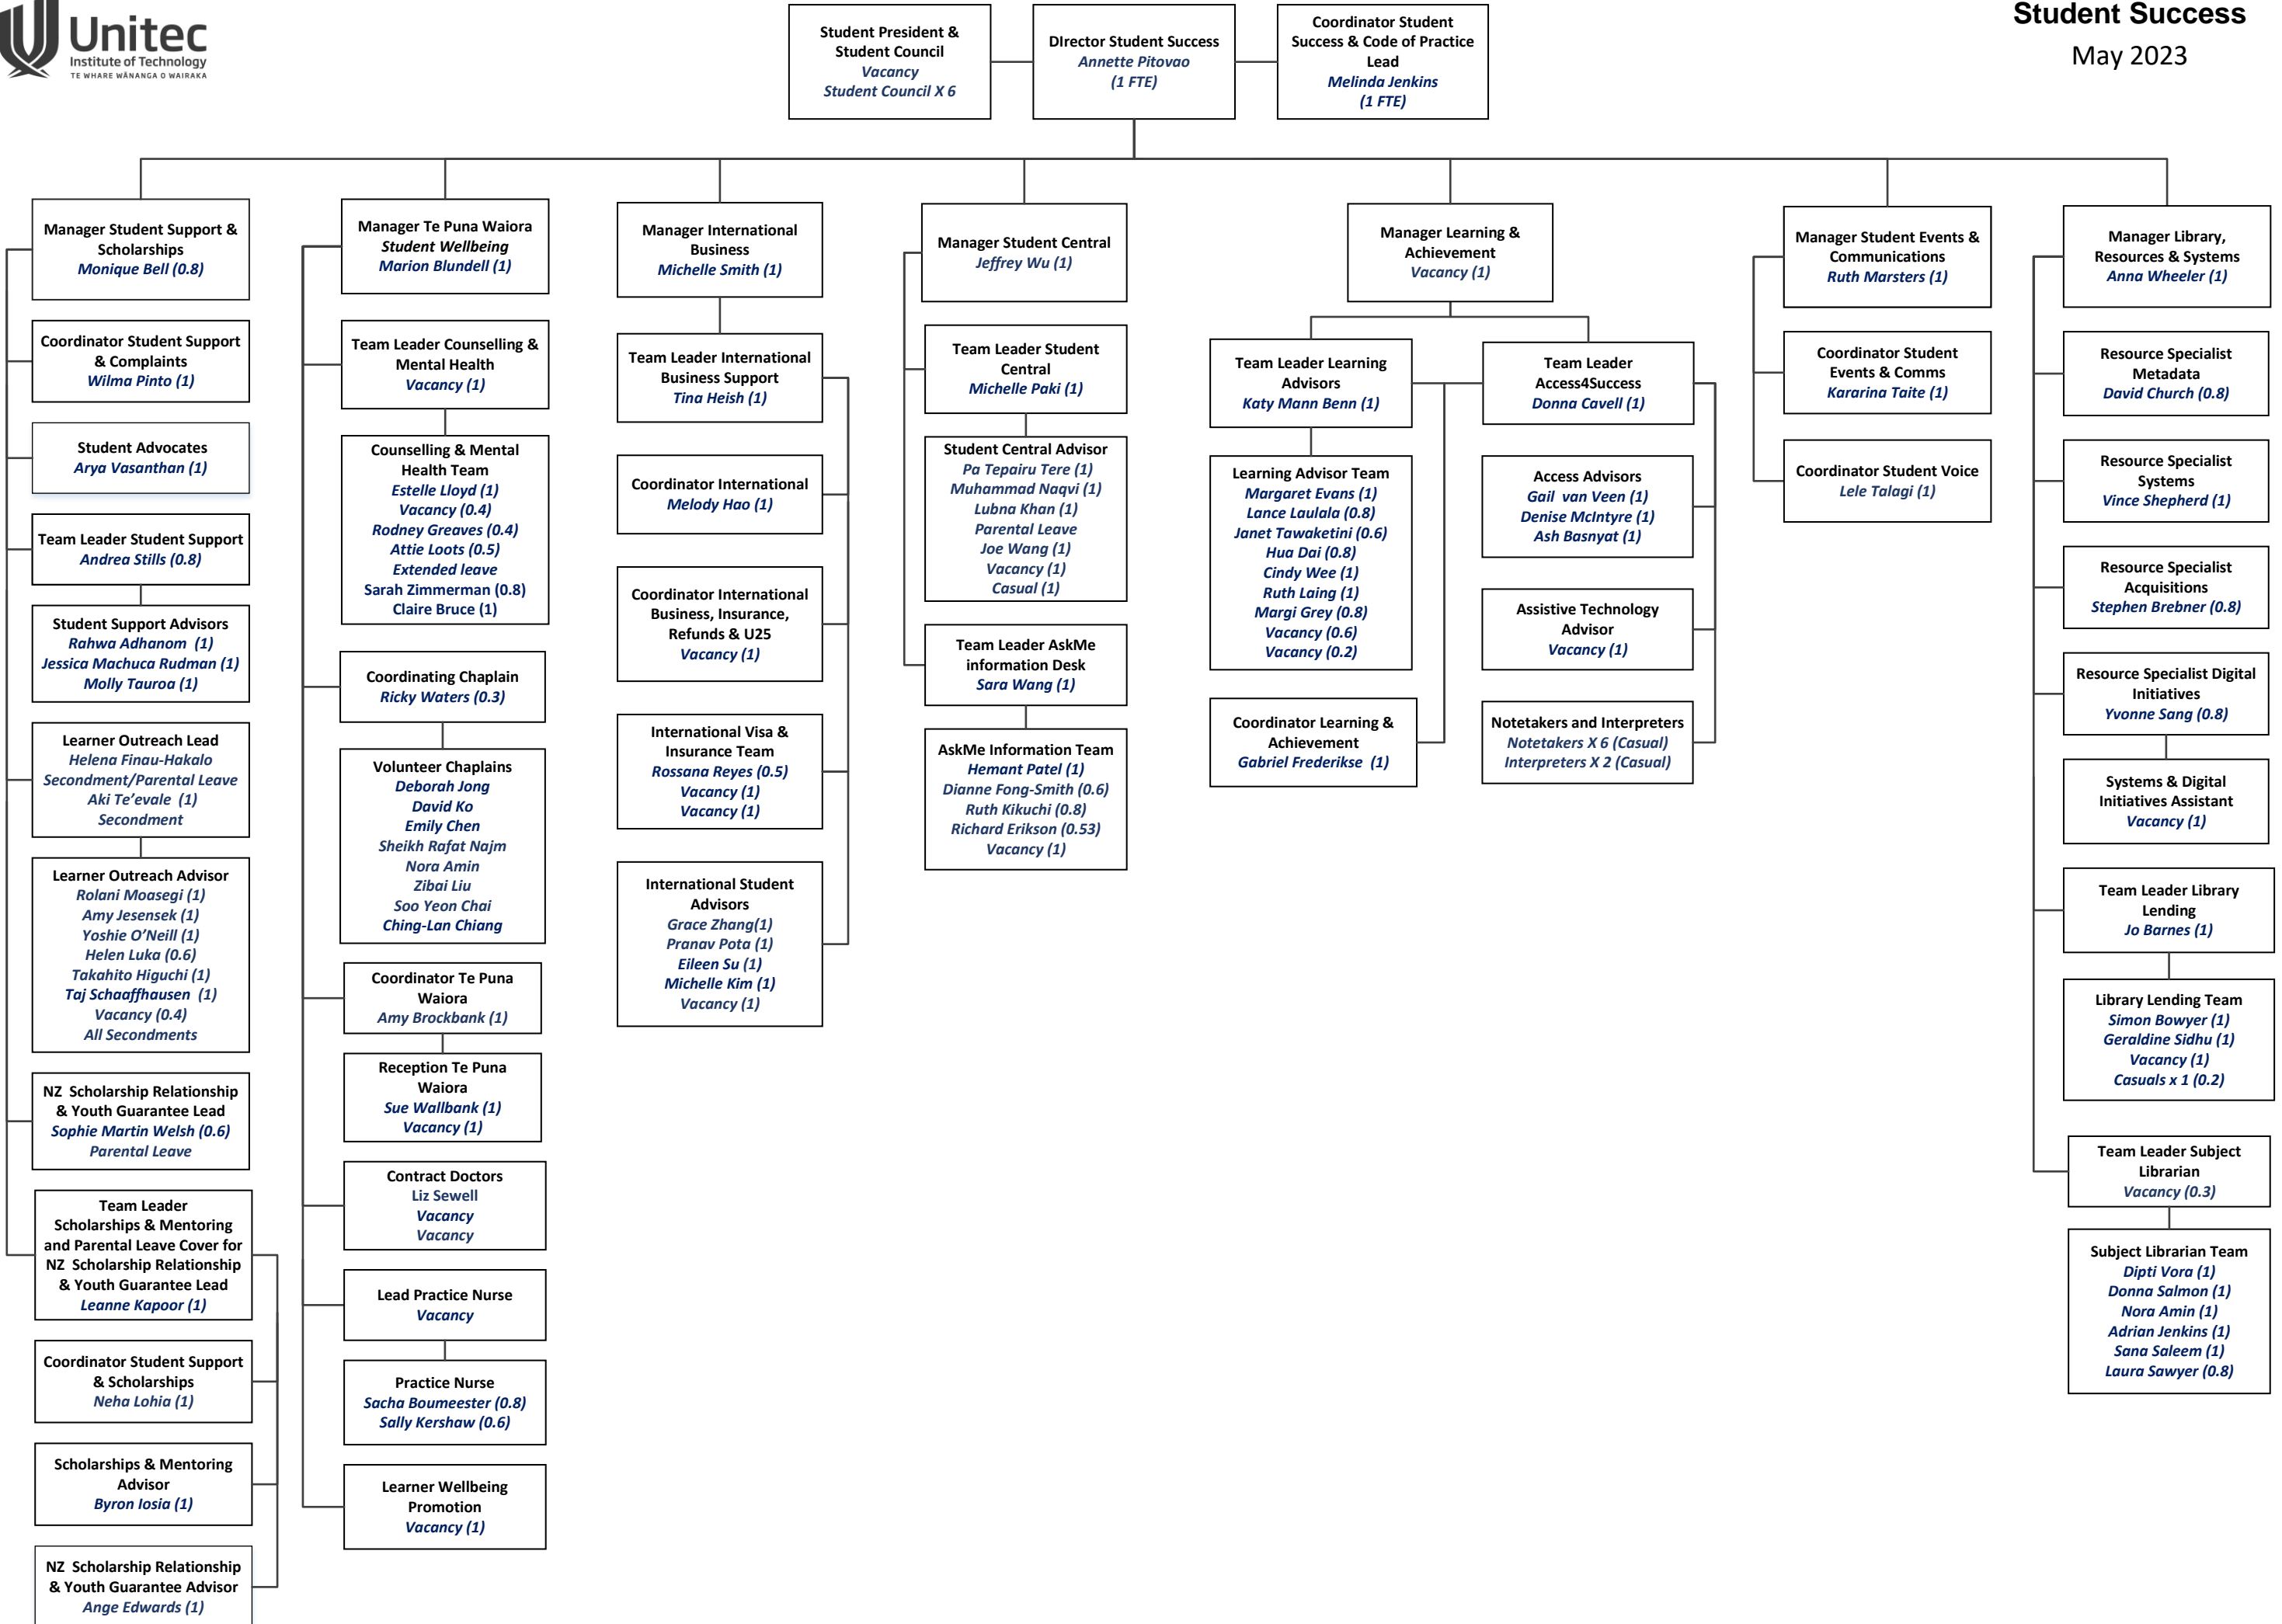 Unitec
Institute of Technology
TE WHARE WĀNANGA O WAIRAKA
Student President &
Student Council
Vacancy
Student Council X 6
DIrector Student Success
Annette Pitovao
(1 FTE)
Coordinator Student
Success & Code of Practice
Lead
Melinda Jenkins
(1 FTE)
Student Success
May 2023
Manager Student Support &
Scholarships
Monique Bell (0.8)
Coordinator Student Support
& Complaints
Wilma Pinto (1)
Student Advocates
Arya Vasanthan (1)
Team Leader Student Support
Andrea Stills (0.8)
Student Support Advisors
Rahwa Adhanom  (1)
Jessica Machuca Rudman (1)
Molly Tauroa (1)
Learner Outreach Lead
Helena Finau-Hakalo
Secondment/Parental Leave
Aki Te’evale  (1)
Secondment
Learner Outreach Advisor
Rolani Moasegi (1)
Amy Jesensek (1)
Yoshie O’Neill (1)
Helen Luka (0.6)
Takahito Higuchi (1)
Taj Schaaffhausen  (1)
Vacancy (0.4)
All Secondments
NZ  Scholarship Relationship
& Youth Guarantee Lead
Sophie Martin Welsh (0.6)
Parental Leave
Team Leader
Scholarships & Mentoring
and Parental Leave Cover for
NZ  Scholarship Relationship
& Youth Guarantee Lead
Leanne Kapoor (1)
Coordinator Student Support
& Scholarships
Neha Lohia (1)
Scholarships & Mentoring
Advisor
Byron Iosia (1)
NZ  Scholarship Relationship
& Youth Guarantee Advisor
Ange Edwards (1)
Manager Te Puna Waiora
Student Wellbeing
Marion Blundell (1)
Team Leader Counselling &
Mental Health
Vacancy (1)
Counselling & Mental
Health Team
Estelle Lloyd (1)
Vacancy (0.4)
Rodney Greaves (0.4)
Attie Loots (0.5)
Extended leave
Sarah Zimmerman (0.8)
Claire Bruce (1)
Coordinating Chaplain
Ricky Waters (0.3)
Volunteer Chaplains
Deborah Jong
David Ko
Emily Chen
Sheikh Rafat Najm
Nora Amin
Zibai Liu
Soo Yeon Chai
Ching-Lan Chiang
Coordinator Te Puna
Waiora
Amy Brockbank (1)
Reception Te Puna
Waiora
Sue Wallbank (1)
Vacancy (1)
Contract Doctors
Liz Sewell
Vacancy
Vacancy
Lead Practice Nurse
Vacancy
Practice Nurse
Sacha Boumeester (0.8)
Sally Kershaw (0.6)
Learner Wellbeing
Promotion
Vacancy (1)
Manager International
Business
Michelle Smith (1)
Team Leader International
Business Support
Tina Heish (1)
Coordinator International
Melody Hao (1)
Coordinator International
Business, Insurance,
Refunds & U25
Vacancy (1)
International Visa &
Insurance Team
Rossana Reyes (0.5)
Vacancy (1)
Vacancy (1)
International Student
Advisors
Grace Zhang(1)
Pranav Pota (1)
Eileen Su (1)
Michelle Kim (1)
Vacancy (1)
Manager Student Central
Jeffrey Wu (1)
Team Leader Student
Central
Michelle Paki (1)
Student Central Advisor
Pa Tepairu Tere (1)
Muhammad Naqvi (1)
Lubna Khan (1)
Parental Leave
Joe Wang (1)
Vacancy (1)
Casual (1)
Team Leader AskMe
information Desk
Sara Wang (1)
AskMe Information Team
Hemant Patel (1)
Dianne Fong-Smith (0.6)
Ruth Kikuchi (0.8)
Richard Erikson (0.53)
Vacancy (1)
Manager Learning &
Achievement
Vacancy (1)
Team Leader Learning
Advisors
Katy Mann Benn (1)
Learning Advisor Team
Margaret Evans (1)
Lance Laulala (0.8)
Janet Tawaketini (0.6)
Hua Dai (0.8)
Cindy Wee (1)
Ruth Laing (1)
Margi Grey (0.8)
Vacancy (0.6)
Vacancy (0.2)
Coordinator Learning &
Achievement
Gabriel Frederikse  (1)
Team Leader
Access4Success
Donna Cavell (1)
Access Advisors
Gail  van Veen (1)
Denise McIntyre (1)
Ash Basnyat (1)
Assistive Technology
Advisor
Vacancy (1)
Notetakers and Interpreters
Notetakers X 6 (Casual)
Interpreters X 2 (Casual)
Manager Student Events &
Communications
Ruth Marsters (1)
Coordinator Student
Events & Comms
Kararina Taite (1)
Coordinator Student Voice
Lele Talagi (1)
Manager Library,
Resources & Systems
Anna Wheeler (1)
Resource Specialist
Metadata
David Church (0.8)
Resource Specialist
Systems
Vince Shepherd (1)
Resource Specialist
Acquisitions
Stephen Brebner (0.8)
Resource Specialist Digital
Initiatives
Yvonne Sang (0.8)
Systems & Digital
Initiatives Assistant
Vacancy (1)
Team Leader Library
Lending
Jo Barnes (1)
Library Lending Team
Simon Bowyer (1)
Geraldine Sidhu (1)
Vacancy (1)
Casuals x 1 (0.2)
Team Leader Subject
Librarian
Vacancy (0.3)
Subject Librarian Team
Dipti Vora (1)
Donna Salmon (1)
Nora Amin (1)
Adrian Jenkins (1)
Sana Saleem (1)
Laura Sawyer (0.8)